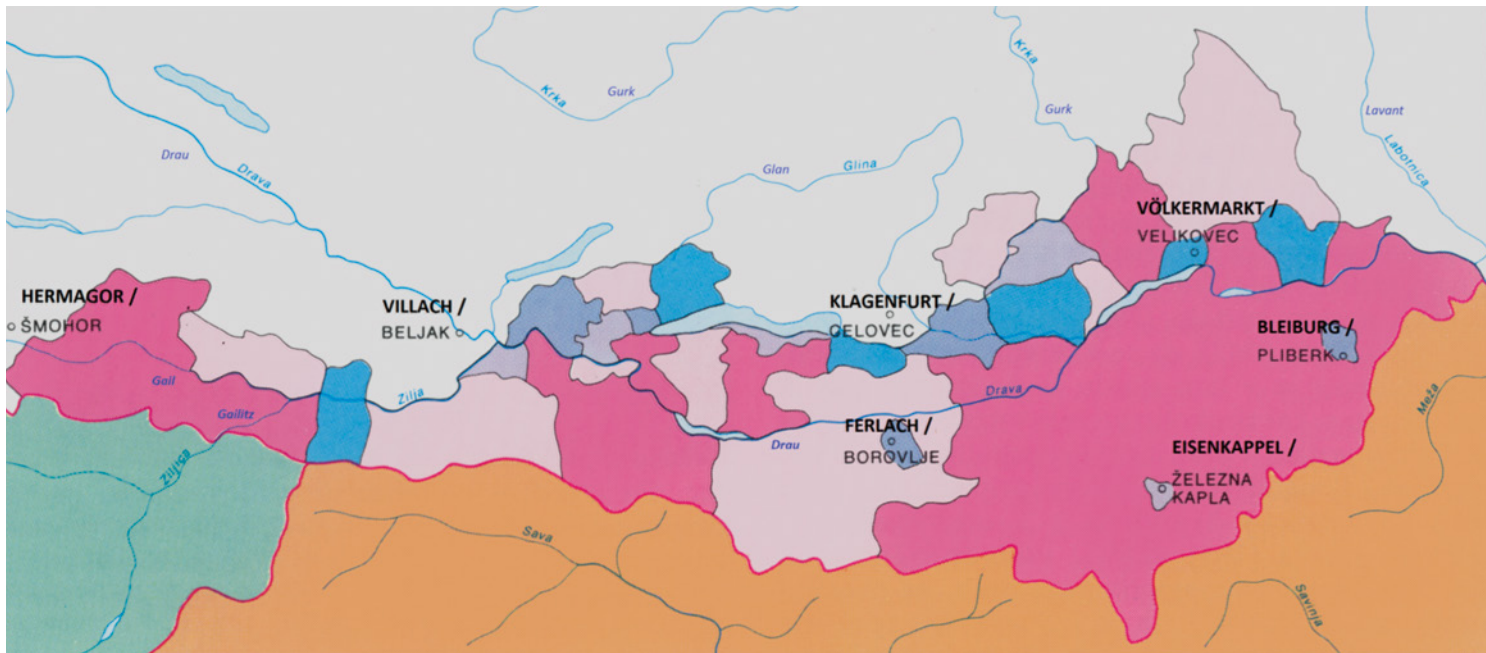 Krka
Gurk
Krka
Gurk
Lavant
Labotnica
Drau
Drava
Glan
Glina
VÖLKERMARKT /
VELIKOVEC
HERMAGOR /
ŠMOHOR
VILLACH /
BELJAK
KLAGENFURT /
CELOVEC
BLEIBURG /
PLIBERK
Gail
Gailitz
Zilja
Ziljica
Drava
Meža
FERLACH /
BOROVLJE
Drau
EISENKAPPEL /
ŽELEZNA
KAPLA
Sava
Savinja